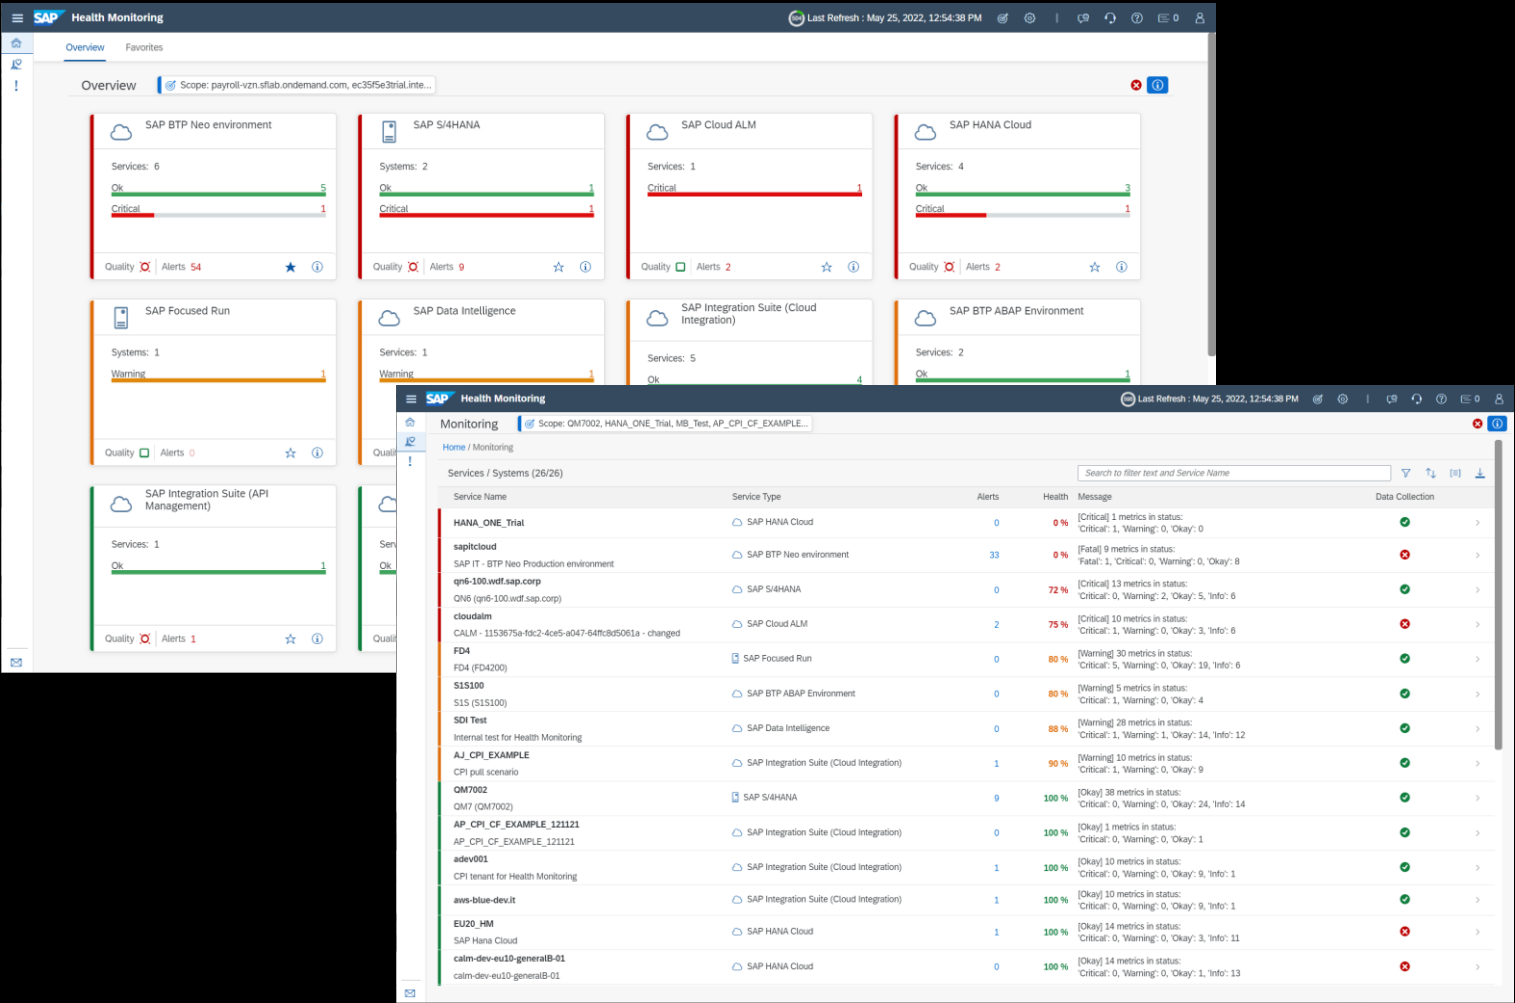 SAP Health Monitoring
Last Refresh : May 25, 2022, 12:54:38 PM
0
Overview
Favorites
Overview
Scope: payroll-vzn.sflab.ondemand.com, ec35f5e3trial.inte...
SAP BTP Neo environment
Services: 6
Ok 5
Critical 1
Quality Alerts 54
SAP S/4HANA
Systems: 2
Ok 1
Critical 1
Quality Alerts 9
SAP Cloud ALM
Services: 1
Critical 1
Quality Alerts 2
SAP HANA Cloud
Services: 4
Ok 3
Critical 1
Quality Alerts 2
SAP Focused Run
Systems: 1
Warning 1
Quality Alerts 0
SAP Data Intelligence
Services: 1
Warning 1
SAP Integration Suite (Cloud
Integration)
Services: 5
Ok 4
SAP BTP ABAP Environment
Services: 2
Ok 1
SAP Integration Suite (API
Management)
Services: 1
Ok 1
Quality Alerts 1
Quali
Ser
Ok
Quali
SAP Health Monitoring
Last Refresh : May 25, 2022, 12:54:38 PM
0
Monitoring
Scope: QM7002, HANA_ONE_Trial, MB_Test, AP_CPI_CF_EXAMPLE...
Home / Monitoring
Services / Systems (26/26)
Search to filter text and Service Name
Service Name Service Type Alerts Health Message Data Collection
HANA_ONE_Trial SAP HANA Cloud 0 0 % [Critical] 1 metrics in status:
'Critical': 1, 'Warning': 0, 'Okay': 0
sapitcloud SAP BTP Neo environment 33 0 % [Fatal] 9 metrics in status:
SAP IT - BTP Neo Production environment 'Fatal': 1, 'Critical': 0, 'Warning': 0, 'Okay': 8
qn6-100.wdf.sap.corp SAP S/4HANA 0 72 % [Critical] 13 metrics in status:
QN6 (qn6-100.wdf.sap.corp) 'Critical': 0, 'Warning': 2, 'Okay': 5, 'Info': 6
cloudalm SAP Cloud ALM 2 75 % [Critical] 10 metrics in status:
CALM - 1153675a-fdc2-4ce5-a047-64ffc8d5061a - changed 'Critical': 1, 'Warning': 0, 'Okay': 3, 'Info': 6
FD4 SAP Focused Run 0 80 % [Warning] 30 metrics in status:
FD4 (FD4200) 'Critical': 5, 'Warning': 0, 'Okay': 19, 'Info': 6
S1S100 SAP BTP ABAP Environment 0 80 % [Warning] 5 metrics in status:
S1S (S1S100) 'Critical': 1, 'Warning': 0, 'Okay': 4
SDI Test SAP Data Intelligence 0 88 % [Warning] 28 metrics in status:
Internal test for Health Monitoring 'Critical': 1, 'Warning': 1, 'Okay': 14, 'Info': 12
AJ_CPI_EXAMPLE SAP Integration Suite (Cloud Integration) 1 90 % [Warning] 10 metrics in status:
CPI pull scenario 'Critical': 1, 'Warning': 0, 'Okay': 9
QM7002 SAP S/4HANA 9 100 % [Okay] 38 metrics in status:
QM7 (QM7002) 'Critical': 0, 'Warning': 0, 'Okay': 24, 'Info': 14
AP_CPI_CF_EXAMPLE_121121 SAP Integration Suite (Cloud Integration) 0 100 % [Okay] 1 metrics in status:
AP_CPI_CF_EXAMPLE_121121 'Critical': 0, 'Warning': 0, 'Okay': 1
adev001 SAP Integration Suite (Cloud Integration) 1 100 % [Okay] 10 metrics in status:
CPI tenant for Health Monitoring 'Critical': 0, 'Warning': 0, 'Okay': 9, 'Info': 1
aws-blue-dev.it SAP Integration Suite (Cloud Integration) 1 100 % [Okay] 10 metrics in status:
'Critical': 0, 'Warning': 0, 'Okay': 9, 'Info': 1
EU20_HM SAP HANA Cloud 1 100 % [Okay] 14 metrics in status:
SAP Hana Cloud 'Critical': 0, 'Warning': 0, 'Okay': 3, 'Info': 11
calm-dev-eu10-generalB-01 SAP HANA Cloud 0 100 % [Okay] 14 metrics in status:
calm-dev-eu10-generalB-01 'Critical': 0, 'Warning': 0, 'Okay': 1, 'Info': 13